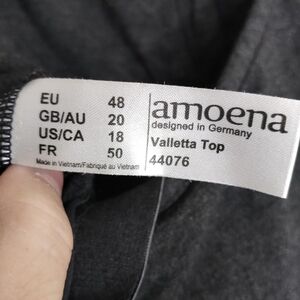 EU 48
GB/AU 20
US/CA 18
FR 50
Made in Vietnam/Fabriqué au Vietnam
amoena
designed in Germany
Valletta Top
44076